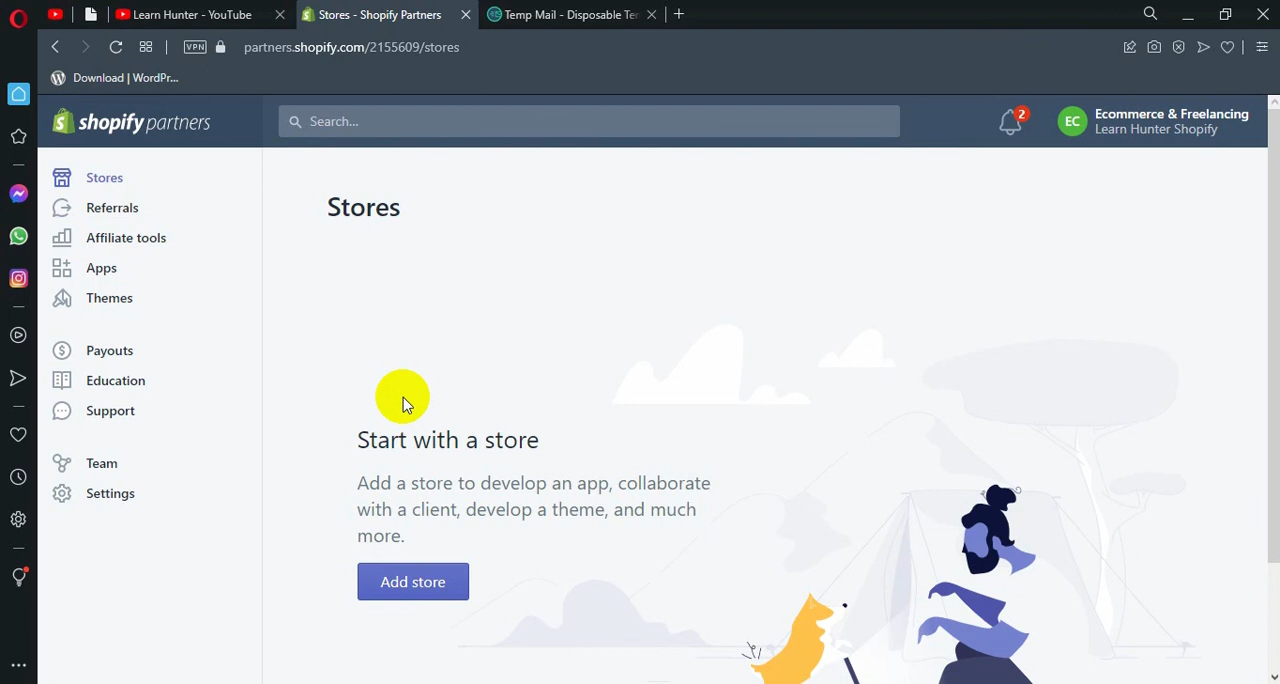 Learn Hunter - YouTube
Stores - Shopify Partners
Temp Mail - Disposable Te
VPN
partners.shopify.com/2155609/stores
Download | WordPr...
shopify partners
Search...
2
EC
Ecommerce & Freelancing
Learn Hunter Shopify
Stores
Referrals
Affiliate tools
Apps
Themes
Payouts
Education
Support
Team
Settings
Stores
Start with a store
Add a store to develop an app, collaborate
with a client, develop a theme, and much
more.
Add store